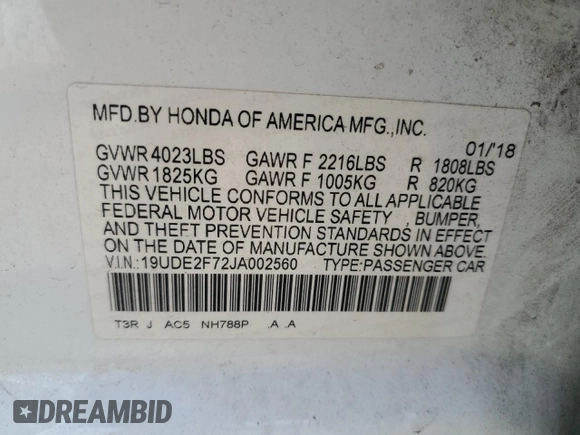 MFD.BY HONDA OF AMERICA MFG.,INC.
01/'18
GVWR 4023LBS GAWR F 2216LBS R 1808LBS
GVWR 1825KG GAWR F 1005KG R 820KG
THIS VEHICLE CONFORMS TO ALL APPLICABLE
FEDERAL MOTOR VEHICLE SAFETY , BUMPER,
AND THEFT PREVENTION STANDARDS IN EFFECT
ON THE DATE OF MANUFACTURE SHOWN ABOVE.
V.I.N.:19UDE2F72JA002560 TYPE:PASSENGER CAR
T3R J AC5 NH788P .A .A
DREAMBID